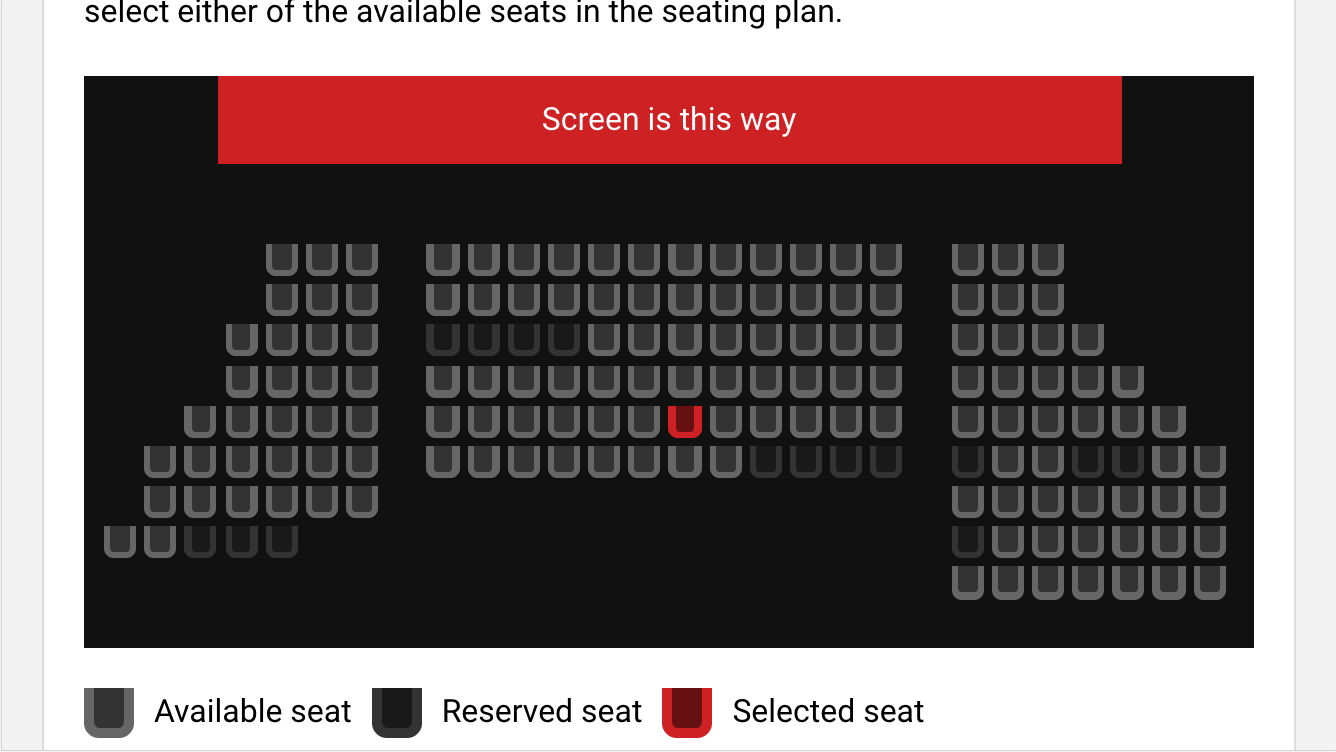 select either of the available seats in the seating plan.
Screen is this way
Available seat Reserved seat Selected seat